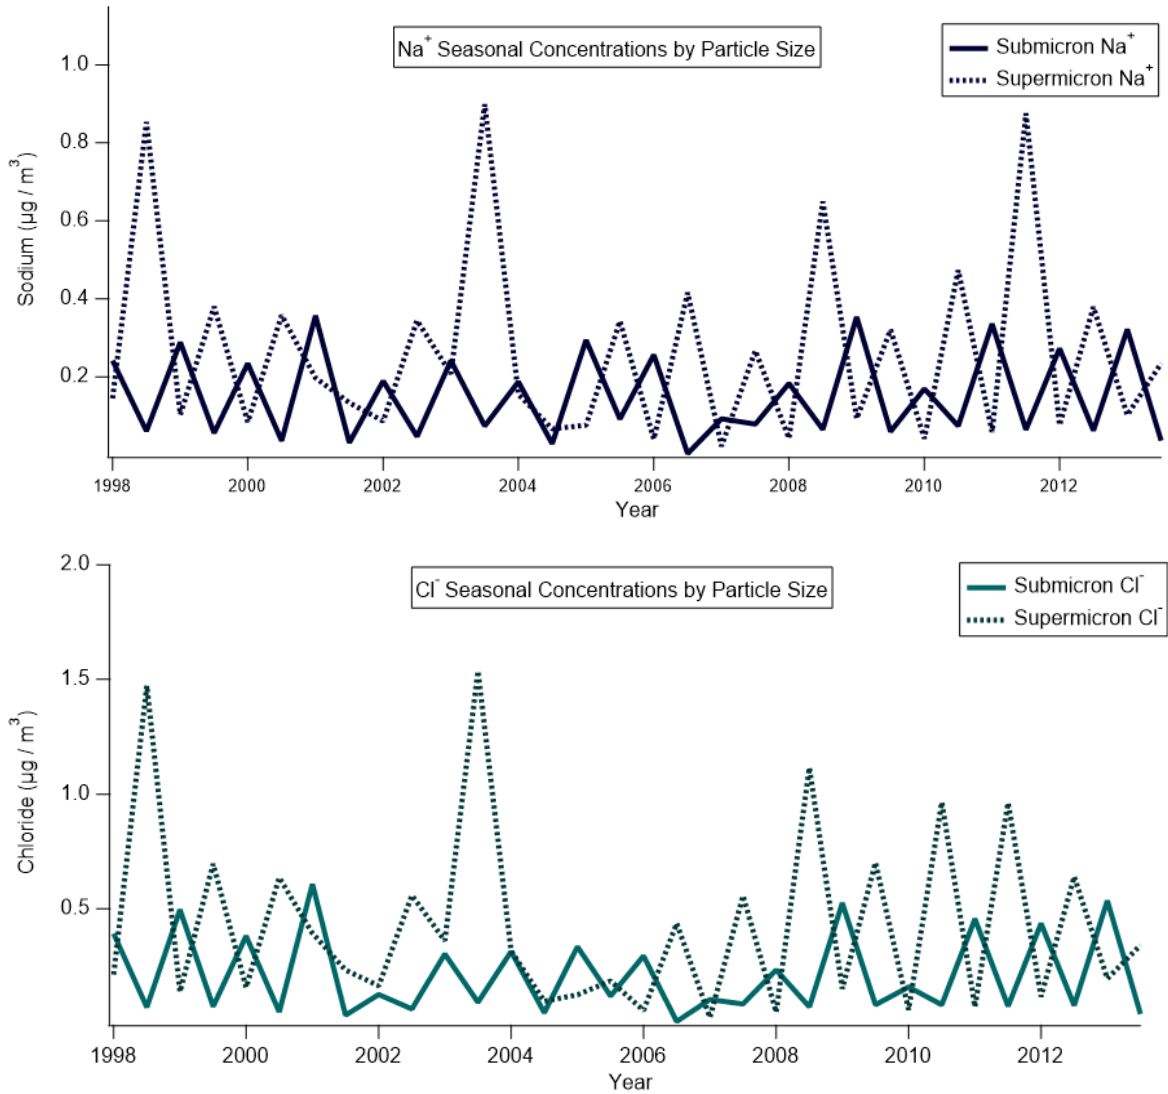 Na+ Seasonal Concentrations by Particle Size
Submicron Na+
Supermicron Na+
Sodium (µg / m3)
1.0
0.8
0.6
0.4
0.2
1998 2000 2002 2004 2006 2008 2010 2012
Year
Cl- Seasonal Concentrations by Particle Size
Submicron Cl-
Supermicron Cl-
Chloride (µg / m3)
2.0
1.5
1.0
0.5
1998 2000 2002 2004 2006 2008 2010 2012
Year